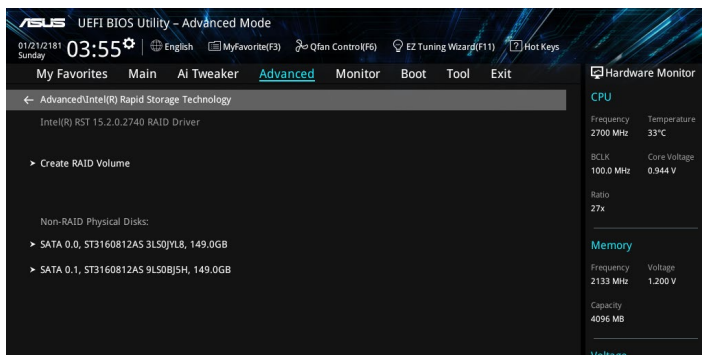 ASUS UEFI BIOS Utility – Advanced Mode
01/21/2181 Sunday 03:55 English MyFavorite(F3) Qfan Control(F6) EZ Tuning Wizard(F11) ? Hot Keys
My Favorites Main Ai Tweaker Advanced Monitor Boot Tool Exit
Hardware Monitor
← Advanced\Intel(R) Rapid Storage Technology
Intel(R) RST 15.2.0.2740 RAID Driver
➤ Create RAID Volume
Non-RAID Physical Disks:
➤ SATA 0.0, ST3160812AS 3LS0JYL8, 149.0GB
➤ SATA 0.1, ST3160812AS 9LS0BJ5H, 149.0GB
CPU
Frequency Temperature
2700 MHz 33°C
BCLK Core Voltage
100.0 MHz 0.944 V
Ratio
27x
Memory
Frequency Voltage
2133 MHz 1.200 V
Capacity
4096 MB
Voltage